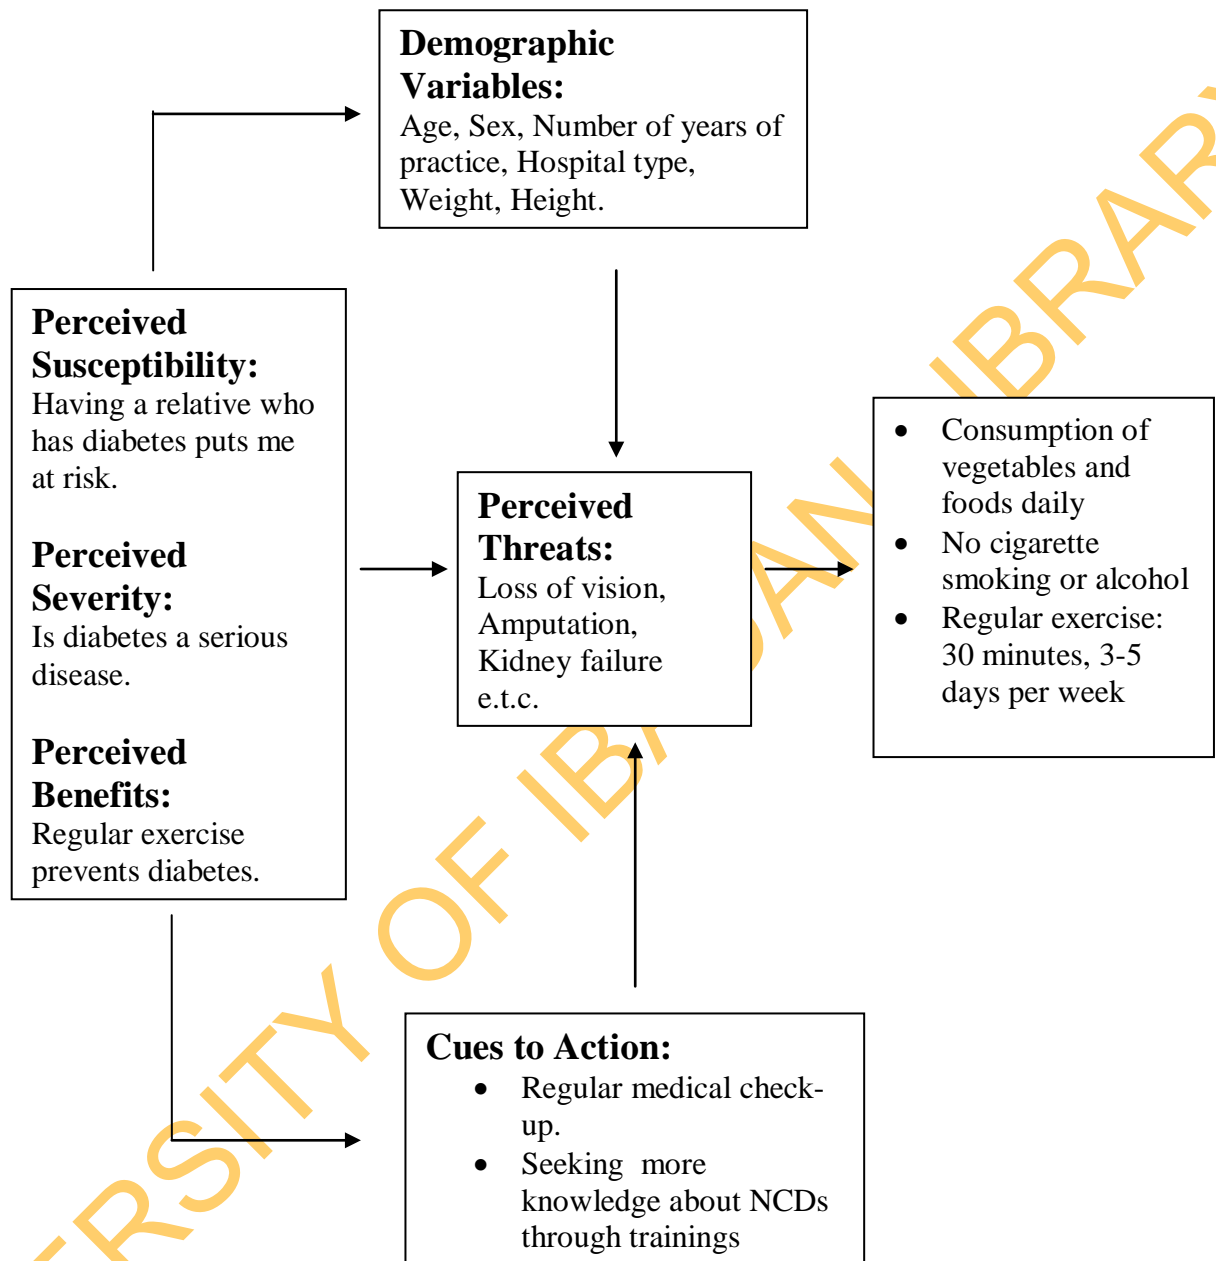 Demographic
Variables:
Age, Sex, Number of years of
practice, Hospital type,
Weight, Height.
Perceived
Susceptibility:
Having a relative who
has diabetes puts me
at risk.
Perceived
Severity:
Is diabetes a serious
disease.
Perceived
Benefits:
Regular exercise
prevents diabetes.
Perceived
Threats:
Loss of vision,
Amputation,
Kidney failure
e.t.c.
• Consumption of
vegetables and
foods daily
• No cigarette
smoking or alcohol
• Regular exercise:
30 minutes, 3-5
days per week
Cues to Action:
• Regular medical check-
up.
• Seeking more
knowledge about NCDs
through trainings
ERSITY OF IBADAN LIBRARY